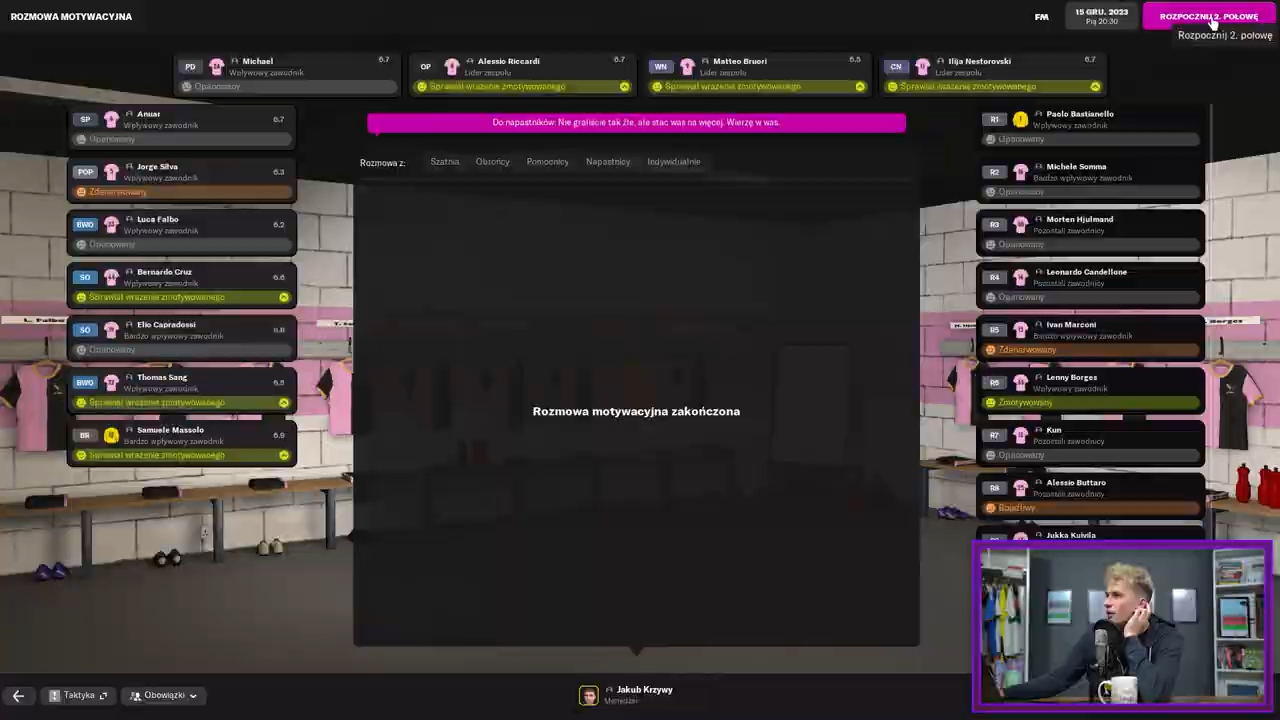 ROZMOWA MOTYWACYJNA
FM
15 GRU. 2023
Pią 20:30
ROZPOCZNIJ 2. POŁOWĘ
Rozpocznij 2. połowę
PD
Michael
Wpływowy zawodnik
6.7
Opanowany
OP
Alessio Riccardi
Lider zespołu
6.7
Sprawiał wrażenie zmotywowanego
WN
Matteo Bruori
Lider zespołu
6.5
Sprawiał wrażenie zmotywowanego
CN
Ilija Nestorovski
Lider zespołu
6.7
Sprawiał wrażenie zmotywowanego
SP
Anuar
Wpływowy zawodnik
6.7
Opanowany
POP
Jorge Silva
Wpływowy zawodnik
6.3
Zdenerwowany
BWO
Luca Falbo
Wpływowy zawodnik
6.2
Opanowany
SO
Bernardo Cruz
Wpływowy zawodnik
6.6
Sprawiał wrażenie zmotywowanego
SO
Elio Capradossi
Bardzo wpływowy zawodnik
Opanowany
BWO
Thomas Sang
Wpływowy zawodnik
6.5
Sprawiał wrażenie zmotywowanego
BR
Samuele Massolo
Bardzo wpływowy zawodnik
6.9
Sprawiał wrażenie zmotywowanego
Do napastników: Nie graliście tak źle, ale stać was na więcej. Wierzę w was.
Rozmowa z:
Szatnia
Obrońcy
Pomocnicy
Napastnicy
Indywidualnie
Rozmowa motywacyjna zakończona
R1
Paolo Bastianello
Wpływowy zawodnik
Opanowany
R2
Michele Somma
Bardzo wpływowy zawodnik
Opanowany
R3
Morten Hjulmand
Pozostali zawodnicy
Opanowany
R4
Leonardo Candellone
Pozostali zawodnicy
Opanowany
R5
Ivan Marconi
Bardzo wpływowy zawodnik
Zdenerwowany
R6
Lenny Borges
Wpływowy zawodnik
Zmotywowany
R7
Kun
Pozostali zawodnicy
Opanowany
R8
Alessio Buttaro
Pozostali zawodnicy
Bojaźliwy
Jukka Kuivila
L. Falbo
Borges
Taktyka
Obowiązki
Jakub Krzywy
Menedżer